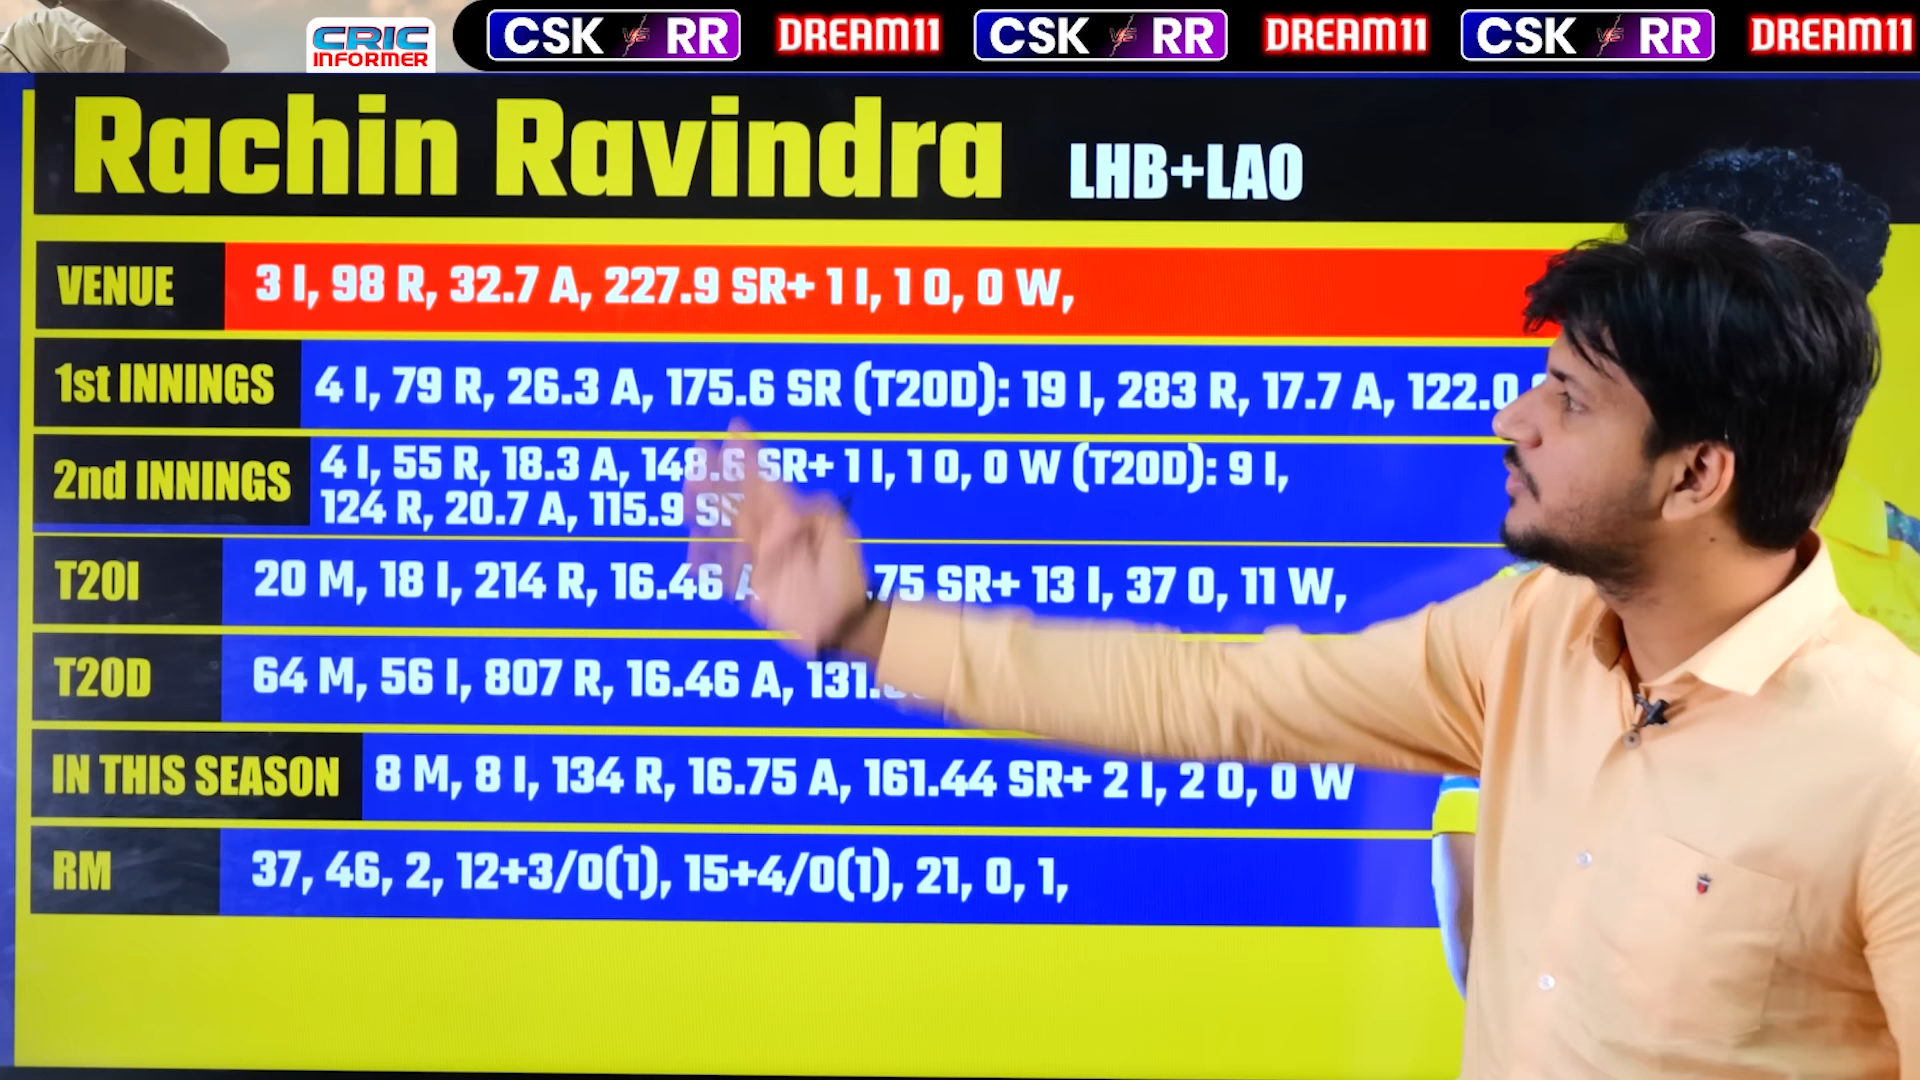 CRIC
INFORMER
CSK VS RR DREAM11 CSK VS RR DREAM11 CSK VS RR DREAM11
Rachin Ravindra LHB+LAO
VENUE 3 I, 98 R, 32.7 A, 227.9 SR+ 1 I, 1 O, 0 W,
1st INNINGS 4 I, 79 R, 26.3 A, 175.6 SR (T20D): 19 I, 283 R, 17.7 A, 122.0
2nd INNINGS 4 I, 55 R, 18.3 A, 148.6 SR+ 1 I, 1 O, 0 W (T20D): 9 I,
124 R, 20.7 A, 115.9 SR
T20I 20 M, 18 I, 214 R, 16.46 A .75 SR+ 13 I, 37 O, 11 W,
T20D 64 M, 56 I, 807 R, 16.46 A, 131.
IN THIS SEASON 8 M, 8 I, 134 R, 16.75 A, 161.44 SR+ 2 I, 2 O, 0 W
RM 37, 46, 2, 12+3/0(1), 15+4/0(1), 21, 0, 1,